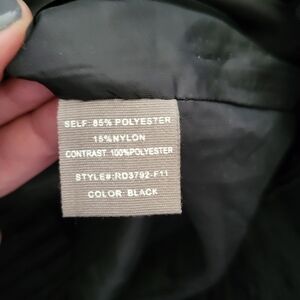 SELF: 85% POLYESTER
15%NYLON
CONTRAST: 100%POLYESTER
STYLE#:RD3792-F11
COLOR: BLACK